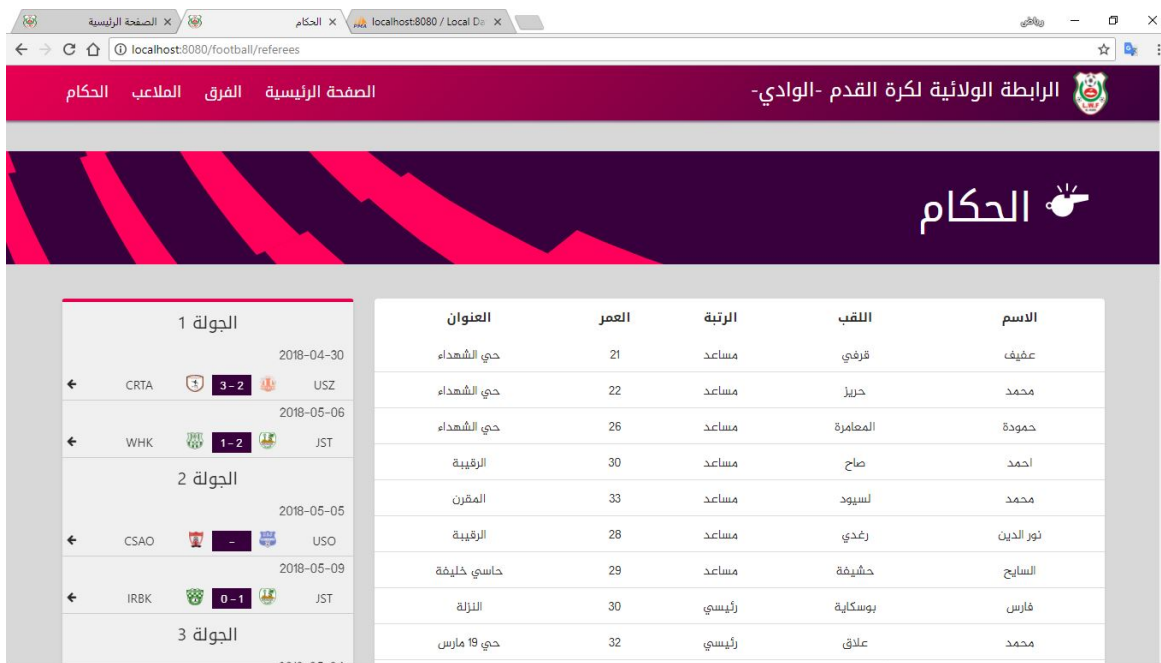 الصفحة الرئيسية
الحكام
localhost:8080 / Local Da
رياض
localhost:8080/football/referees
الرابطة الولائية لكرة القدم -الوادي-
الصفحة الرئيسية الفرق الملاعب الحكام
الحكام
الاسم اللقب الرتبة العمر العنوان
عفيف قرفي مساعد 21 حي الشهداء
محمد حريز مساعد 22 حي الشهداء
حمودة المعامرة مساعد 26 حي الشهداء
احمد صاح مساعد 30 الرقيبة
محمد لسيود مساعد 33 المقرن
نور الدين رغدي مساعد 28 الرقيبة
السايح حشيفة مساعد 29 حاسي خليفة
فارس بوسكاية رئيسي 30 النزلة
محمد علاق رئيسي 32 حي 19 مارس
الجولة 1
2018-04-30
USZ 3-2 CRTA
2018-05-06
JST 1-2 WHK
الجولة 2
2018-05-05
USO - CSAO
2018-05-09
JST 0-1 IRBK
الجولة 3